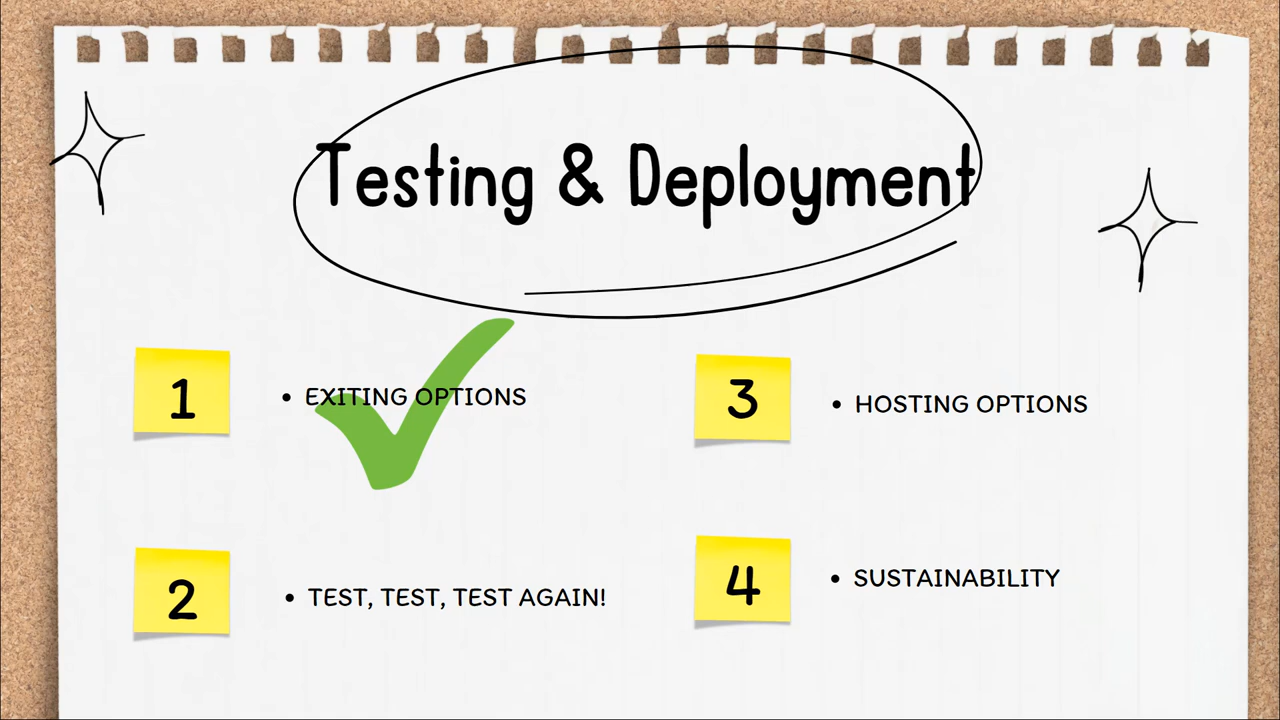 Testing & Deployment
1
• EXITING OPTIONS
2
• TEST, TEST, TEST AGAIN!
3
• HOSTING OPTIONS
4
• SUSTAINABILITY